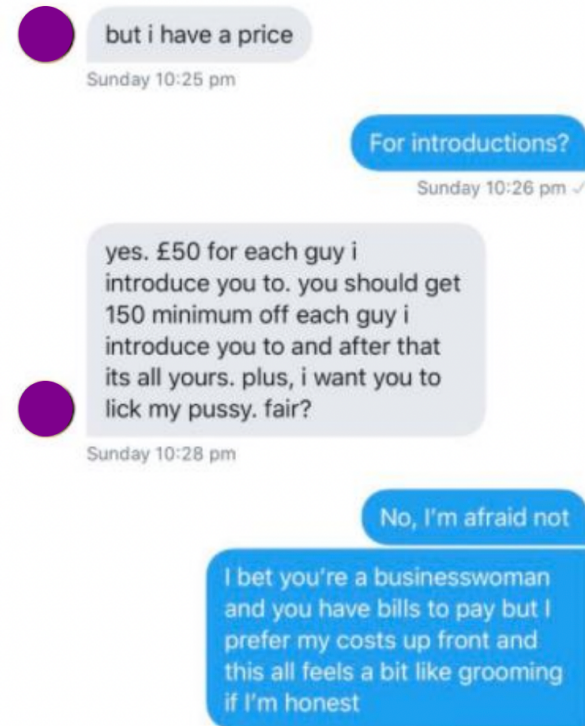 but i have a price
Sunday 10:25 pm
For introductions?
Sunday 10:26 pm ✓
yes. £50 for each guy i
introduce you to. you should get
150 minimum off each guy i
introduce you to and after that
its all yours. plus, i want you to
lick my pussy. fair?
Sunday 10:28 pm
No, I'm afraid not
I bet you're a businesswoman
and you have bills to pay but I
prefer my costs up front and
this all feels a bit like grooming
if I'm honest